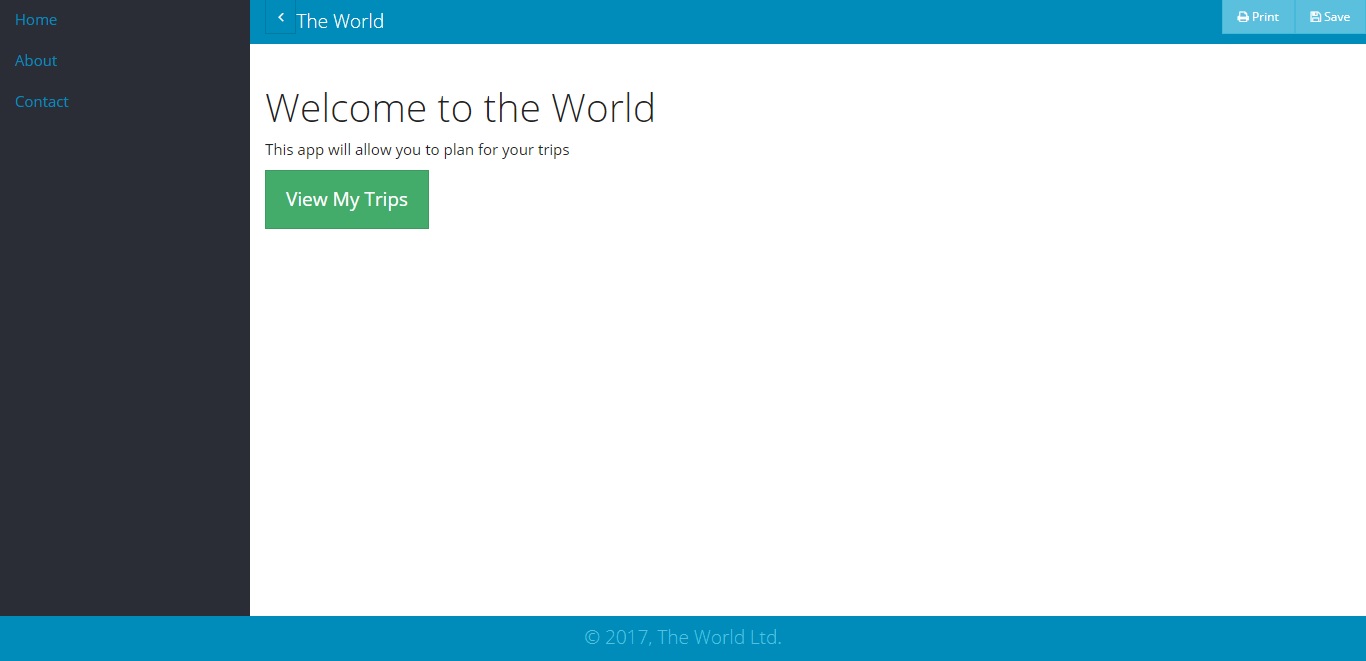 Home
About
Contact
The World
Print
Save
Welcome to the World
This app will allow you to plan for your trips
View My Trips
© 2017, The World Ltd.